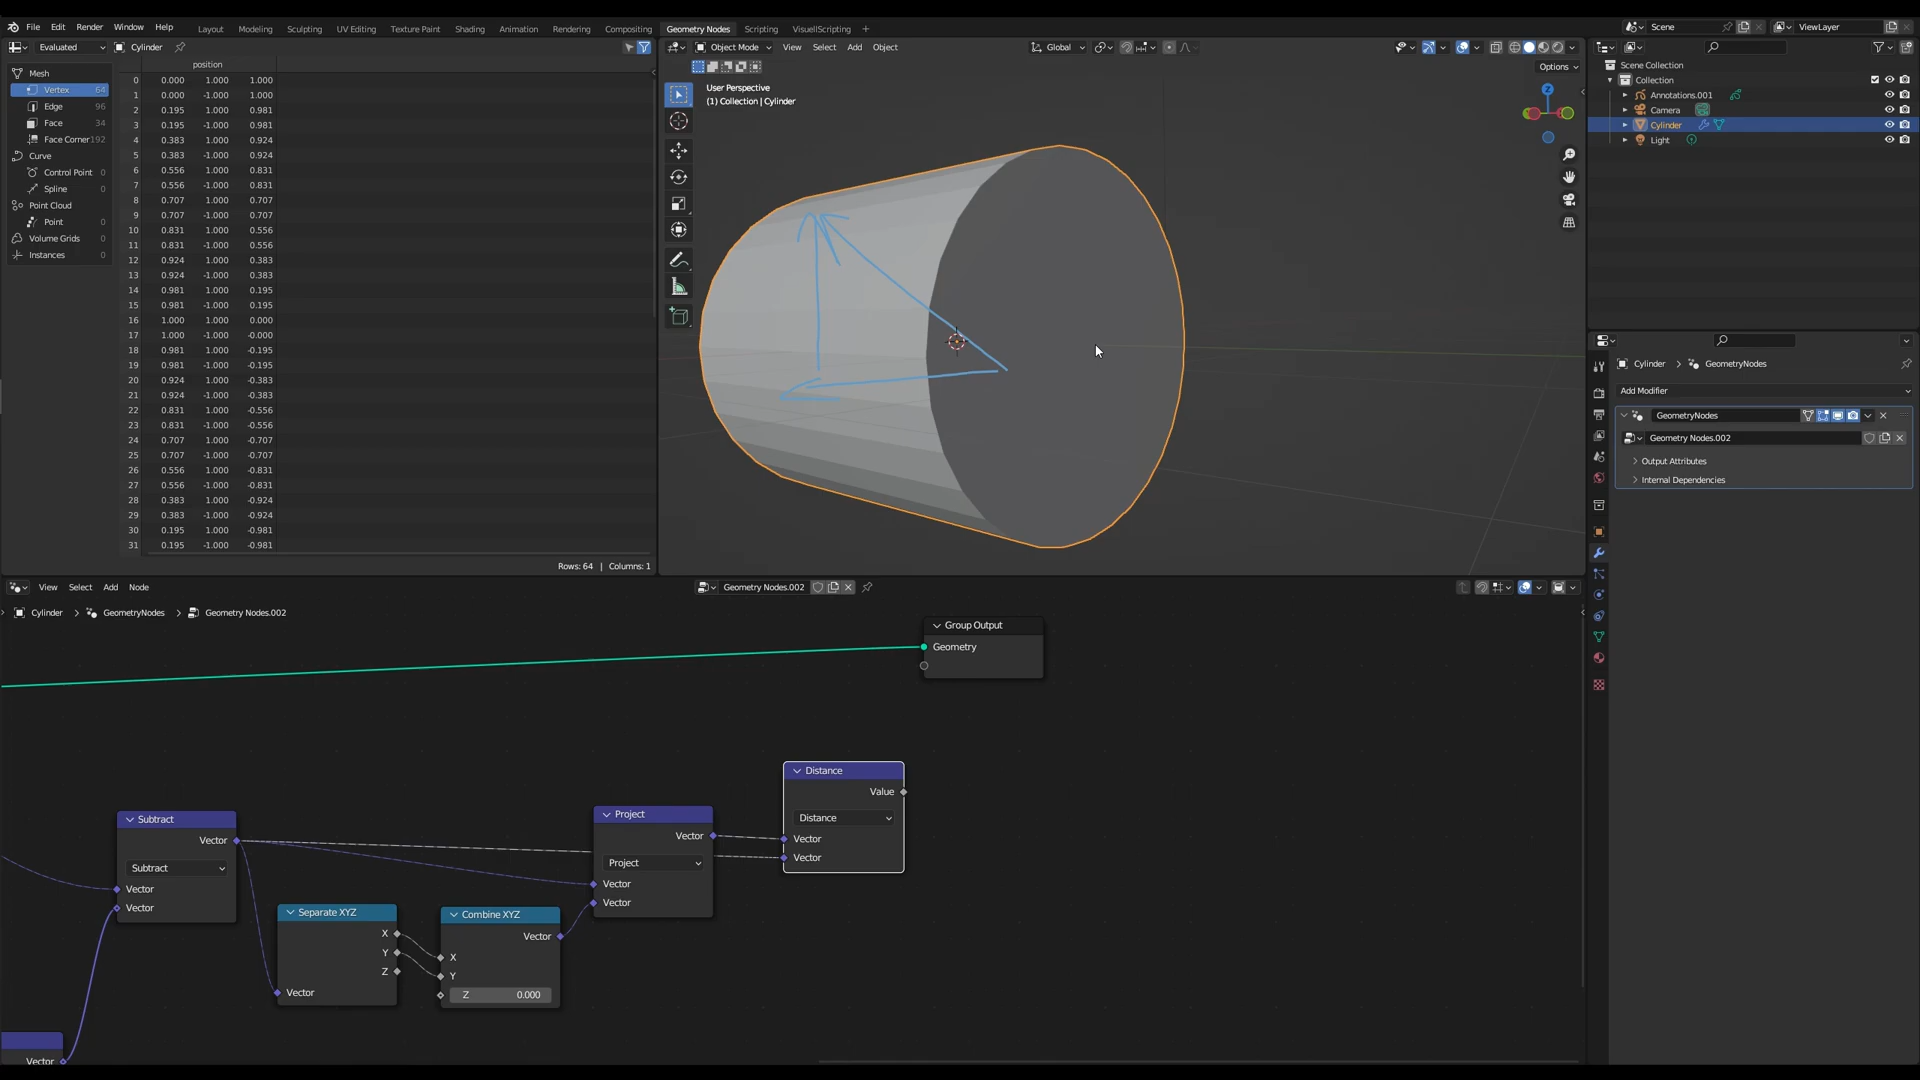 File Edit Render Window Help Layout Modeling Sculpting UV Editing Texture Paint Shading Animation Rendering Compositing Geometry Nodes Scripting VisuellScripting + Scene ViewLayer
Evaluated Cylinder
Object Mode View Select Add Object Global
Options
position
Mesh
Vertex 64
Edge 96
Face 34
Face Corner 192
Curve
Control Point 0
Spline 0
Point Cloud
Point 0
Volume Grids 0
Instances 0
0 0.000 1.000 1.000
1 0.000 -1.000 1.000
2 0.195 1.000 0.981
3 0.195 -1.000 0.981
4 0.383 1.000 0.924
5 0.383 -1.000 0.924
6 0.556 1.000 0.831
7 0.556 -1.000 0.831
8 0.707 1.000 0.707
9 0.707 -1.000 0.707
10 0.831 1.000 0.556
11 0.831 -1.000 0.556
12 0.924 1.000 0.383
13 0.924 -1.000 0.383
14 0.981 1.000 0.195
15 0.981 -1.000 0.195
16 1.000 1.000 0.000
17 1.000 -1.000 -0.000
18 0.981 1.000 -0.195
19 0.981 -1.000 -0.195
20 0.924 1.000 -0.383
21 0.924 -1.000 -0.383
22 0.831 1.000 -0.556
23 0.831 -1.000 -0.556
24 0.707 1.000 -0.707
25 0.707 -1.000 -0.707
26 0.556 1.000 -0.831
27 0.556 -1.000 -0.831
28 0.383 1.000 -0.924
29 0.383 -1.000 -0.924
30 0.195 1.000 -0.981
31 0.195 -1.000 -0.981
Rows: 64 | Columns: 1
User Perspective
(1) Collection | Cylinder
Z
Scene Collection
Collection
Annotations.001
Camera
Cylinder
Light
Cylinder > GeometryNodes
Add Modifier
GeometryNodes
Geometry Nodes.002
Output Attributes
Internal Dependencies
View Select Add Node Geometry Nodes.002
Cylinder > GeometryNodes > Geometry Nodes.002
Group Output
Geometry
Distance
Value
Distance
Vector
Vector
Project
Vector
Project
Vector
Vector
Subtract
Vector
Subtract
Vector
Vector
Separate XYZ
X
Y
Z
Vector
Combine XYZ
Vector
X
Y
Z 0.000
Vector